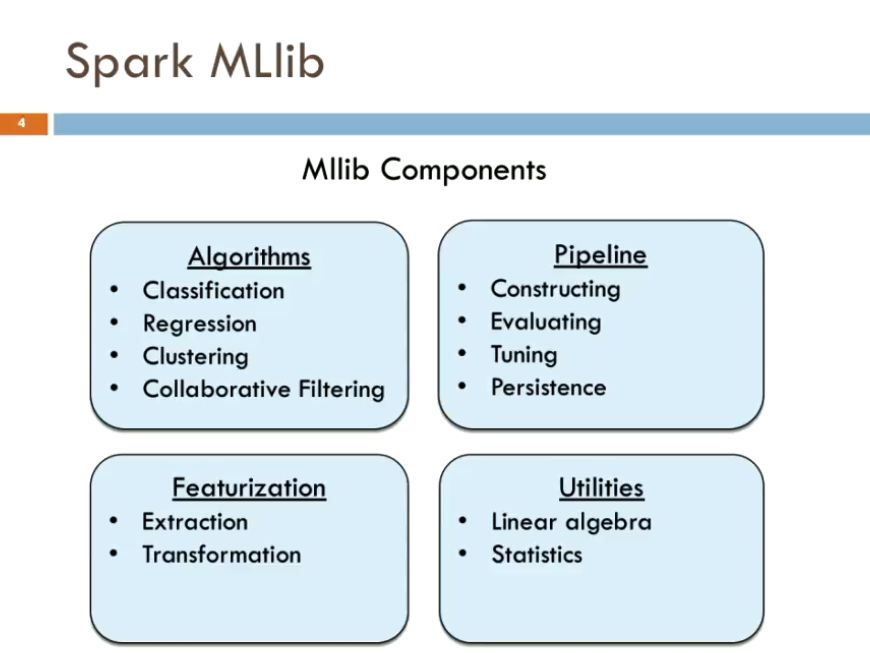 Spark MLlib
4
Mllib Components
Algorithms
• Classification
• Regression
• Clustering
• Collaborative Filtering
Pipeline
• Constructing
• Evaluating
• Tuning
• Persistence
Featurization
• Extraction
• Transformation
Utilities
• Linear algebra
• Statistics